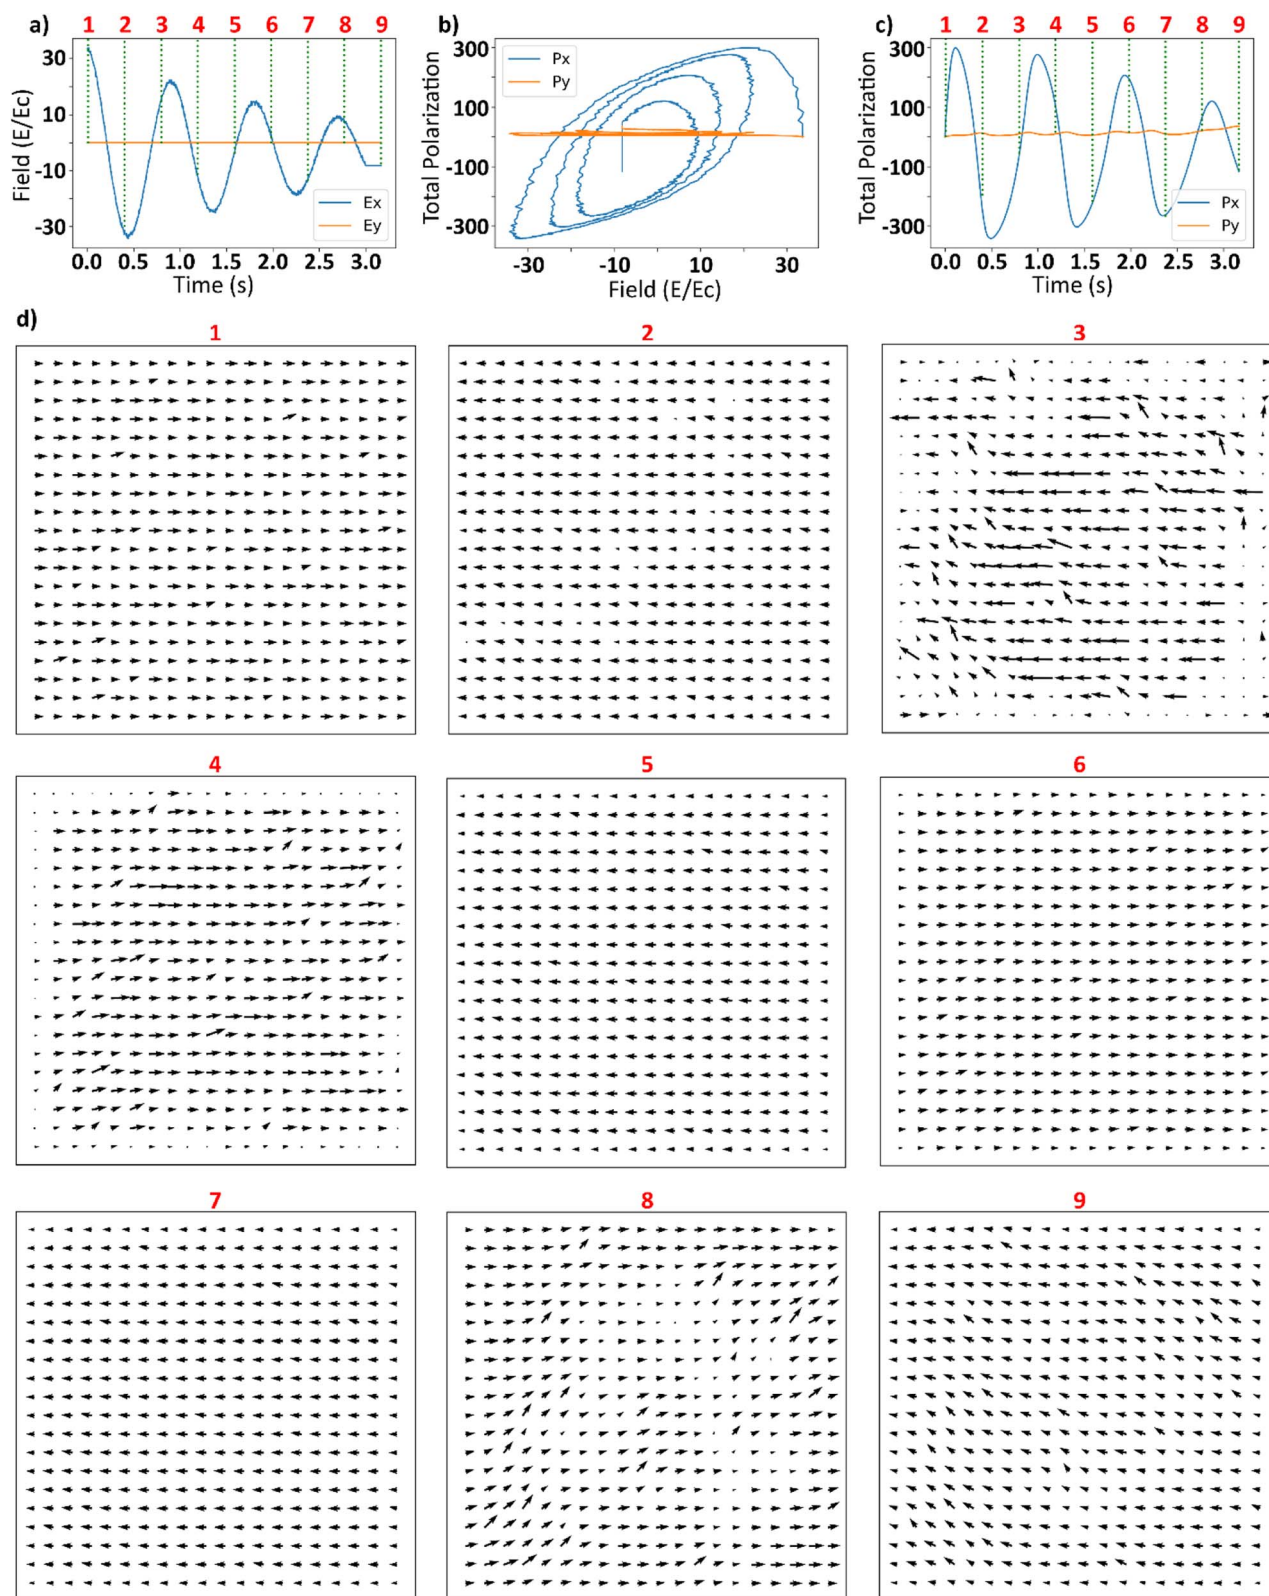 a) 1 2 3 4 5 6 7 8 9
Field (E/Ec)
30
10
-10
-30
Ex
Ey
0.0 0.5 1.0 1.5 2.0 2.5 3.0
Time (s)
b)
Total Polarization
300
100
-100
-300
Px
Py
-30 -10 10 30
Field (E/Ec)
c) 1 2 3 4 5 6 7 8 9
Total Polarization
300
100
-100
-300
Px
Py
0.0 0.5 1.0 1.5 2.0 2.5 3.0
Time (s)
d)
1 2 3
4 5 6
7 8 9